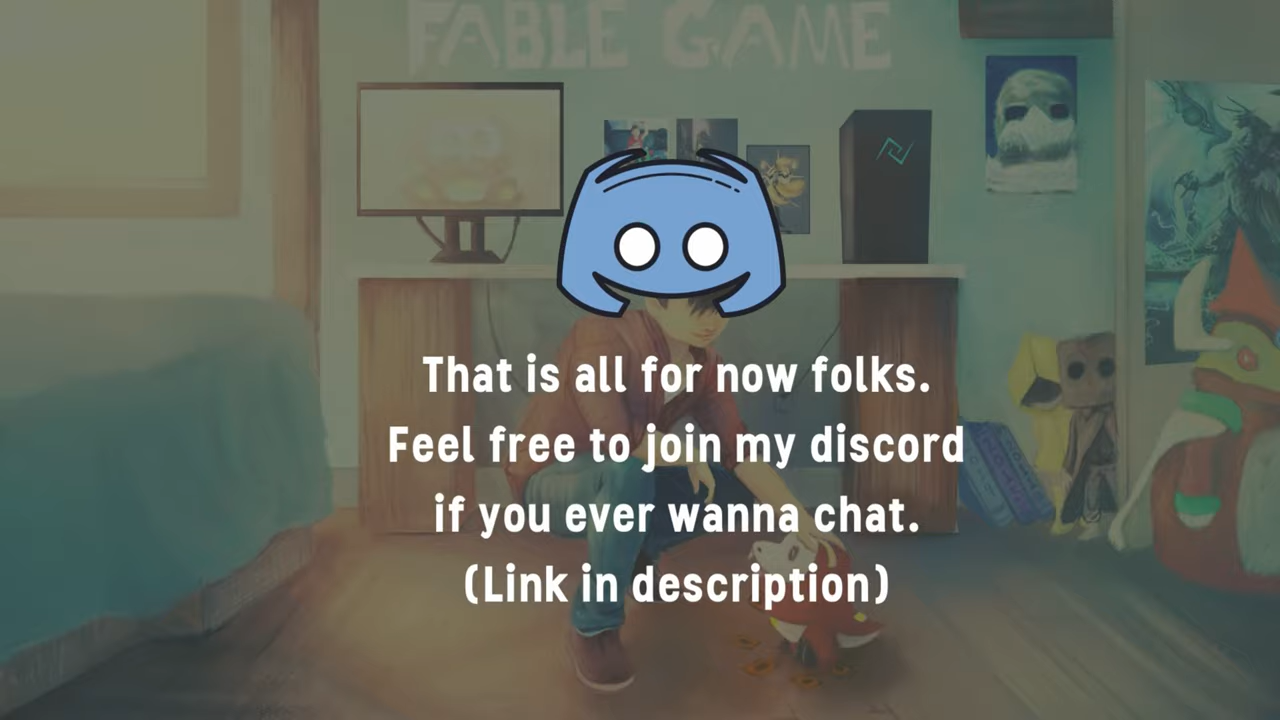 FABLE GAME
That is all for now folks.
Feel free to join my discord
if you ever wanna chat.
(Link in description)